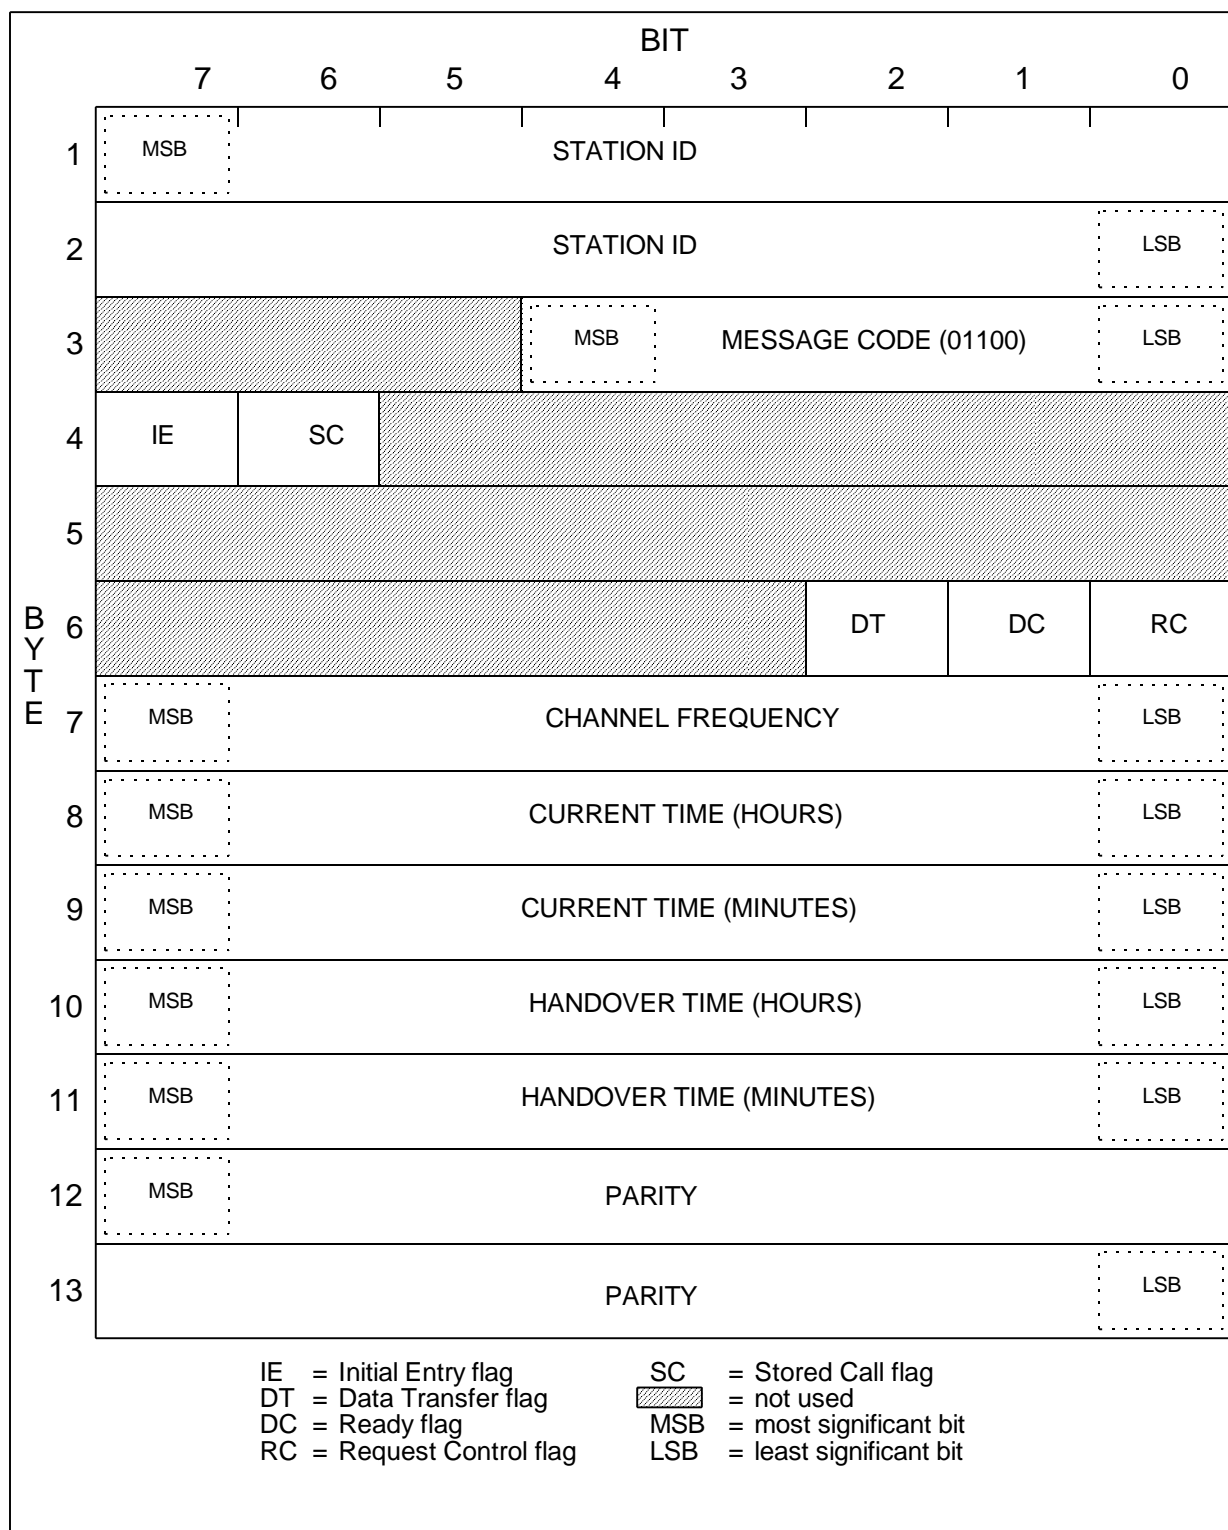 BIT
7 6 5 4 3 2 1 0
1 MSB STATION ID
2 STATION ID LSB
3 MSB MESSAGE CODE (01100) LSB
4 IE SC
5
6 DT DC RC
BYTE
7 MSB CHANNEL FREQUENCY LSB
8 MSB CURRENT TIME (HOURS) LSB
9 MSB CURRENT TIME (MINUTES) LSB
10 MSB HANDOVER TIME (HOURS) LSB
11 MSB HANDOVER TIME (MINUTES) LSB
12 MSB PARITY
13 PARITY LSB
IE = Initial Entry flag SC = Stored Call flag
DT = Data Transfer flag = not used
DC = Ready flag MSB = most significant bit
RC = Request Control flag LSB = least significant bit